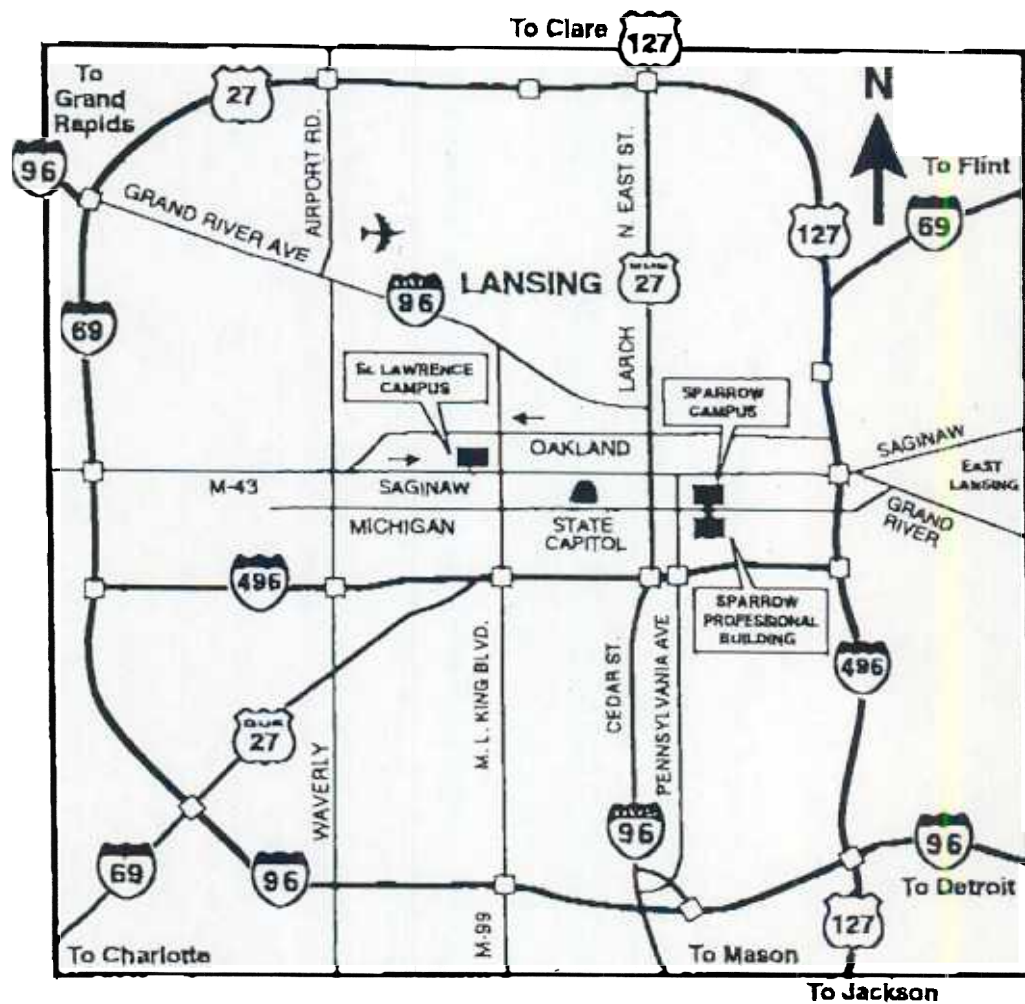 To Clare
127
To
Grand
Rapids
27
N
96
AIRPORT RD.
N. EAST ST.
To Flint
GRAND RIVER AVE
127
69
96
LANSING
27
69
LARCH
St. LAWRENCE
CAMPUS
SPARROW
CAMPUS
OAKLAND
SAGINAW
EAST
LANSING
M-43
SAGINAW
GRAND
RIVER
MICHIGAN
STATE
CAPITOL
496
SPARROW
PROFESSIONAL
BUILDING
496
CEDAR ST.
PENNSYLVANIA AVE
M. L. KING BLVD.
27
WAVERLY
96
69
96
96
To Detroit
127
M-99
To Charlotte
To Mason
To Jackson